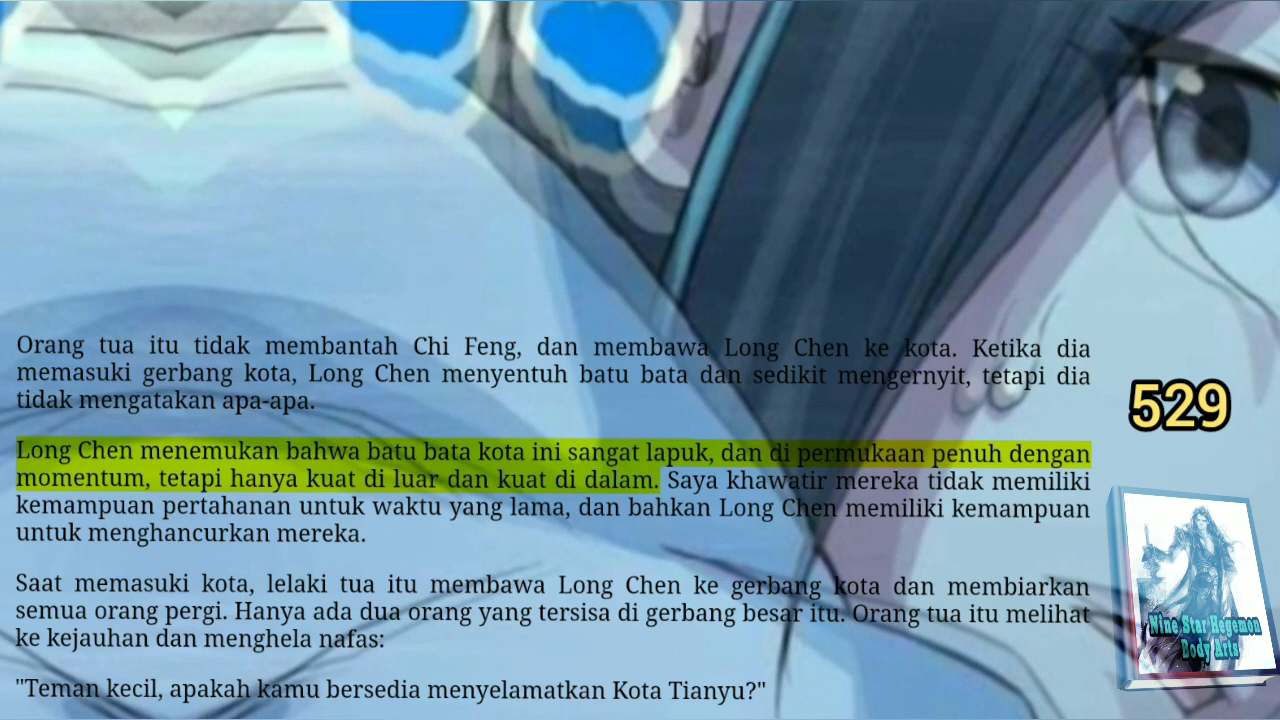 Orang tua itu tidak membantah Chi Feng, dan membawa Long Chen ke kota. Ketika dia
memasuki gerbang kota, Long Chen menyentuh batu bata dan sedikit mengernyit, tetapi dia
tidak mengatakan apa-apa.
Long Chen menemukan bahwa batu bata kota ini sangat lapuk, dan di permukaan penuh dengan
momentum, tetapi hanya kuat di luar dan kuat di dalam. Saya khawatir mereka tidak memiliki
kemampuan pertahanan untuk waktu yang lama, dan bahkan Long Chen memiliki kemampuan
untuk menghancurkan mereka.
Saat memasuki kota, lelaki tua itu membawa Long Chen ke gerbang kota dan membiarkan
semua orang pergi. Hanya ada dua orang yang tersisa di gerbang besar itu. Orang tua itu melihat
ke kejauhan dan menghela nafas:
"Teman kecil, apakah kamu bersedia menyelamatkan Kota Tianyu?"
529
Nine Star Hegemon
Body Arts